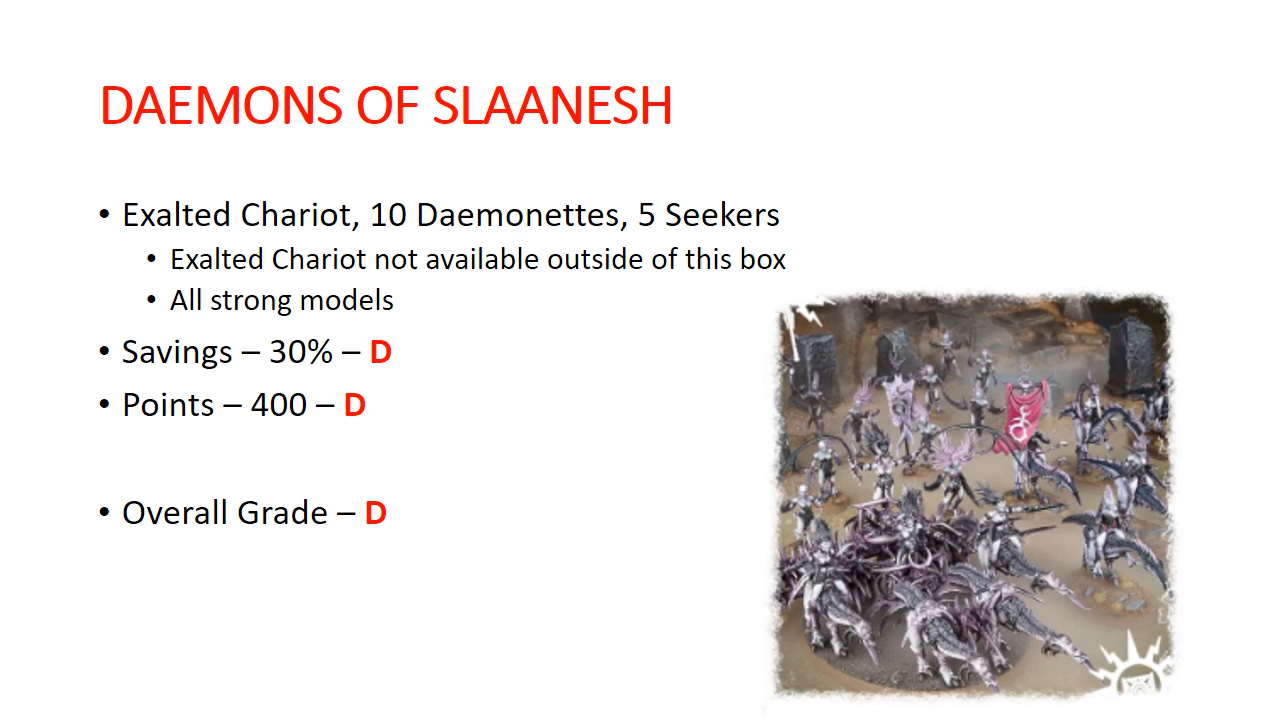 DAEMONS OF SLAANESH
• Exalted Chariot, 10 Daemonettes, 5 Seekers
• Exalted Chariot not available outside of this box
• All strong models
• Savings – 30% – D
• Points – 400 – D
• Overall Grade – D